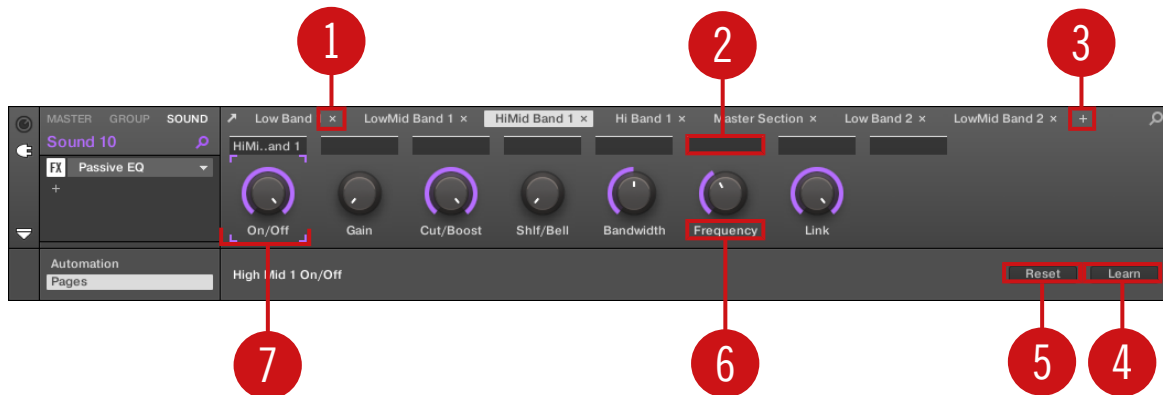 1 2 3
MASTER GROUP SOUND
Low Band × LowMid Band 1 × HiMid Band 1 × Hi Band 1 × Master Section × Low Band 2 × LowMid Band 2 × +
Sound 10
HiMi..and 1
FX Passive EQ
+
On/Off Gain Cut/Boost Shlf/Bell Bandwidth Frequency Link
Automation
Pages
High Mid 1 On/Off
Reset Learn
7 6 5 4